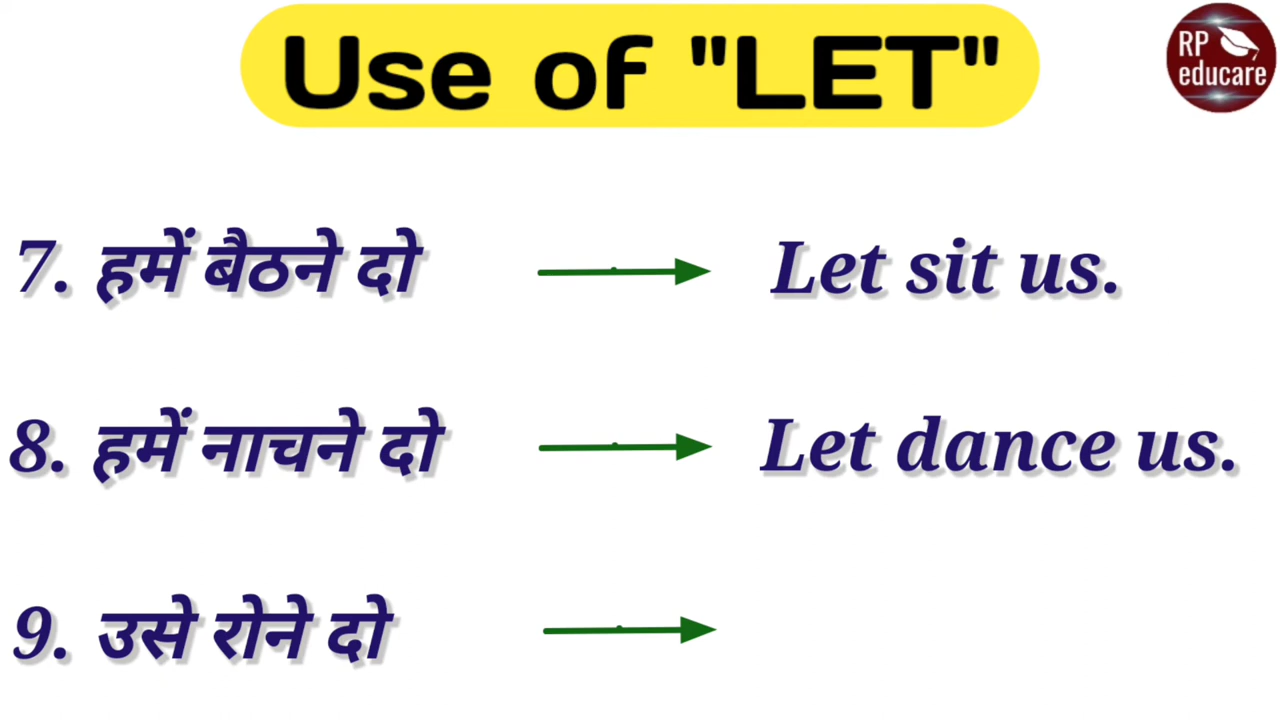 Use of "LET"
RP
educare
7. हमें बैठने दो Let sit us.
8. हमें नाचने दो Let dance us.
9. उसे रोने दो